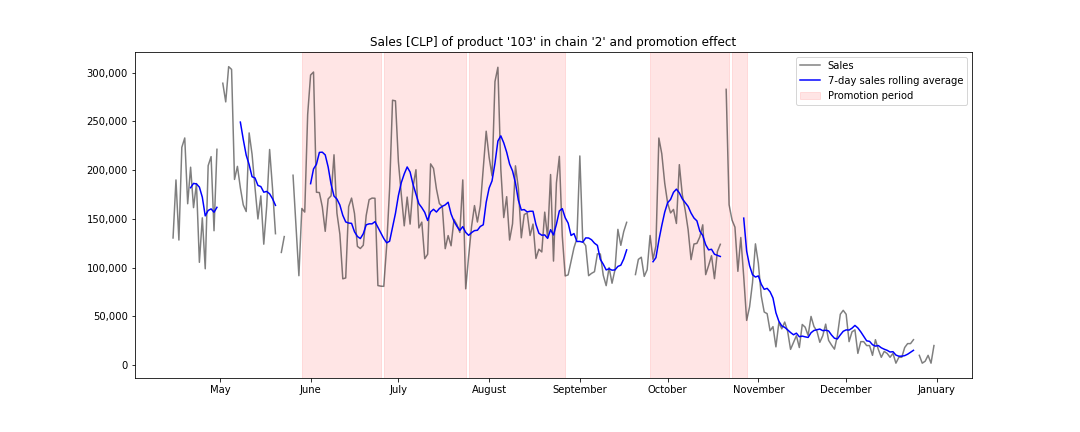 Sales [CLP] of product '103' in chain '2' and promotion effect
Sales
7-day sales rolling average
Promotion period
300,000
250,000
200,000
150,000
100,000
50,000
0
May June July August September October November December January